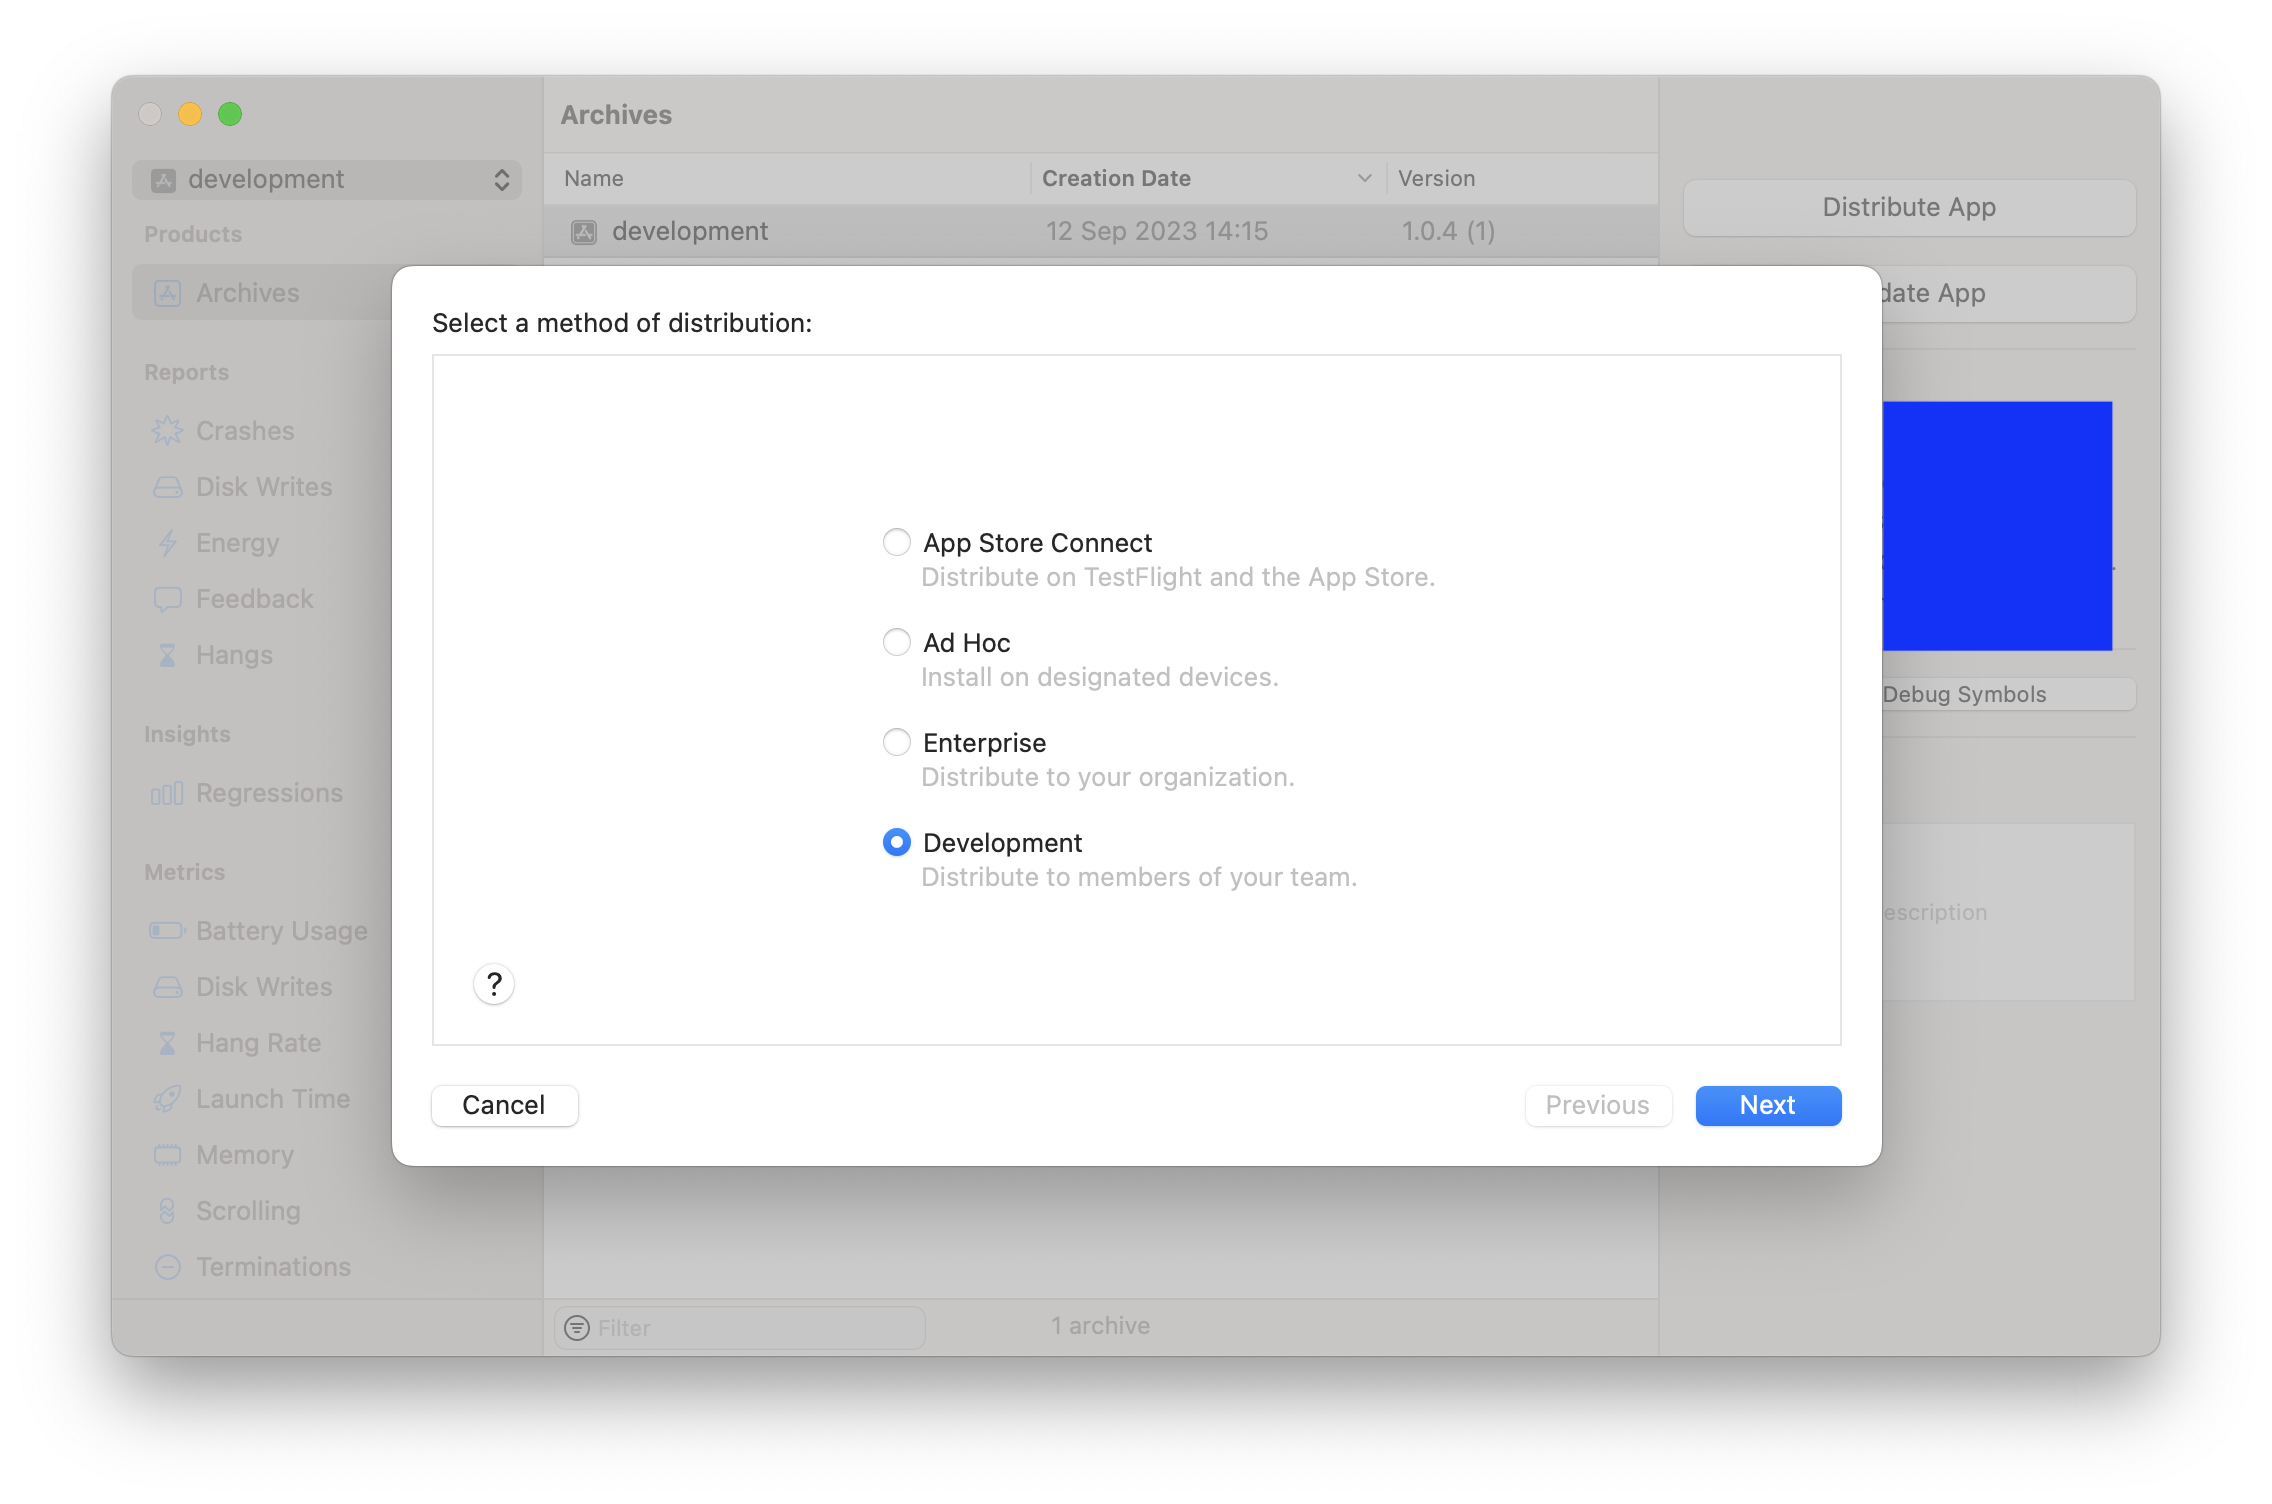 Archives
development
Name
Creation Date
Version
Distribute App
Products
development
12 Sep 2023 14:15
1.0.4 (1)
Archives
date App
Select a method of distribution:
Reports
Crashes
Disk Writes
Energy
Feedback
Hangs
App Store Connect
Distribute on TestFlight and the App Store.
Ad Hoc
Install on designated devices.
Enterprise
Distribute to your organization.
Development
Distribute to members of your team.
?
Cancel
Previous
Next
Debug Symbols
escription
Insights
Regressions
Metrics
Battery Usage
Disk Writes
Hang Rate
Launch Time
Memory
Scrolling
Terminations
Filter
1 archive